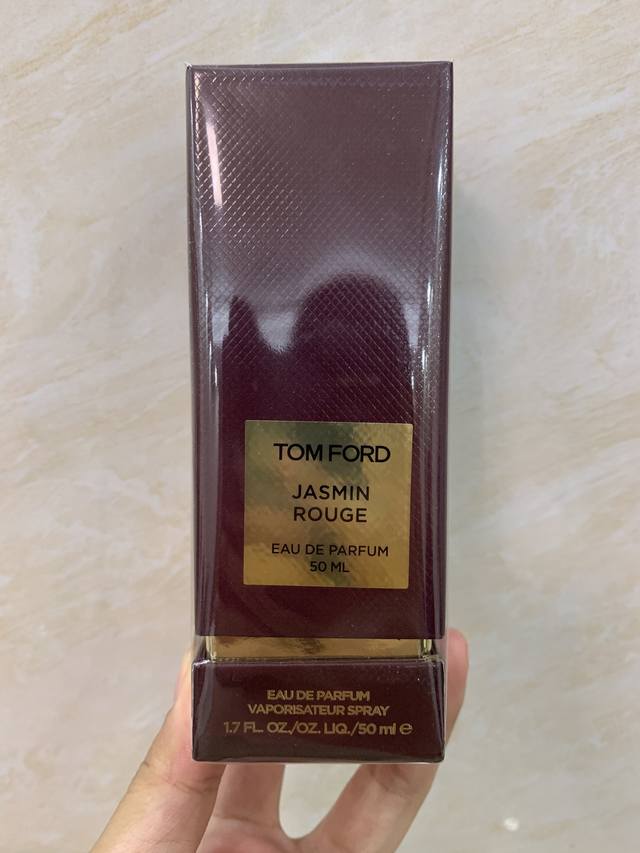 TOM FORD
JASMIN
ROUGE
EAU DE PARFUM
50 ML
EAU DE PARFUM
VAPORISATEUR SPRAY
1.7 FL. OZ./OZ. LIQ./50 ml ℮